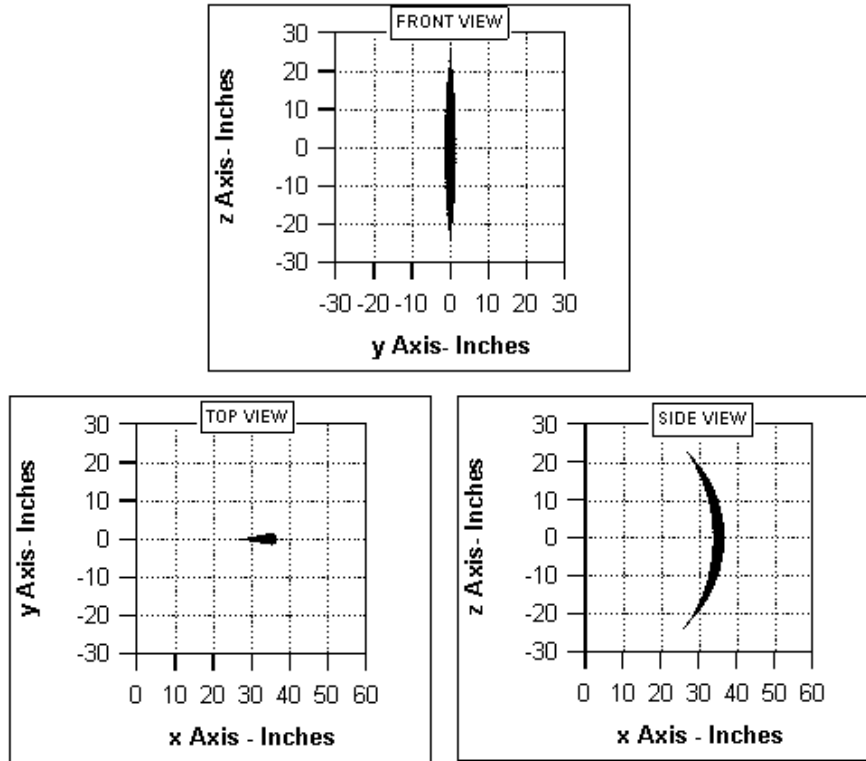 FRONT VIEW
30
20
10
0
-10
-20
-30
z Axis- Inches
-30 -20 -10 0 10 20 30
y Axis- Inches
TOP VIEW
30
20
10
0
-10
-20
-30
y Axis- Inches
0 10 20 30 40 50 60
x Axis - Inches
SIDE VIEW
30
20
10
0
-10
-20
-30
z Axis- Inches
0 10 20 30 40 50 60
x Axis - Inches